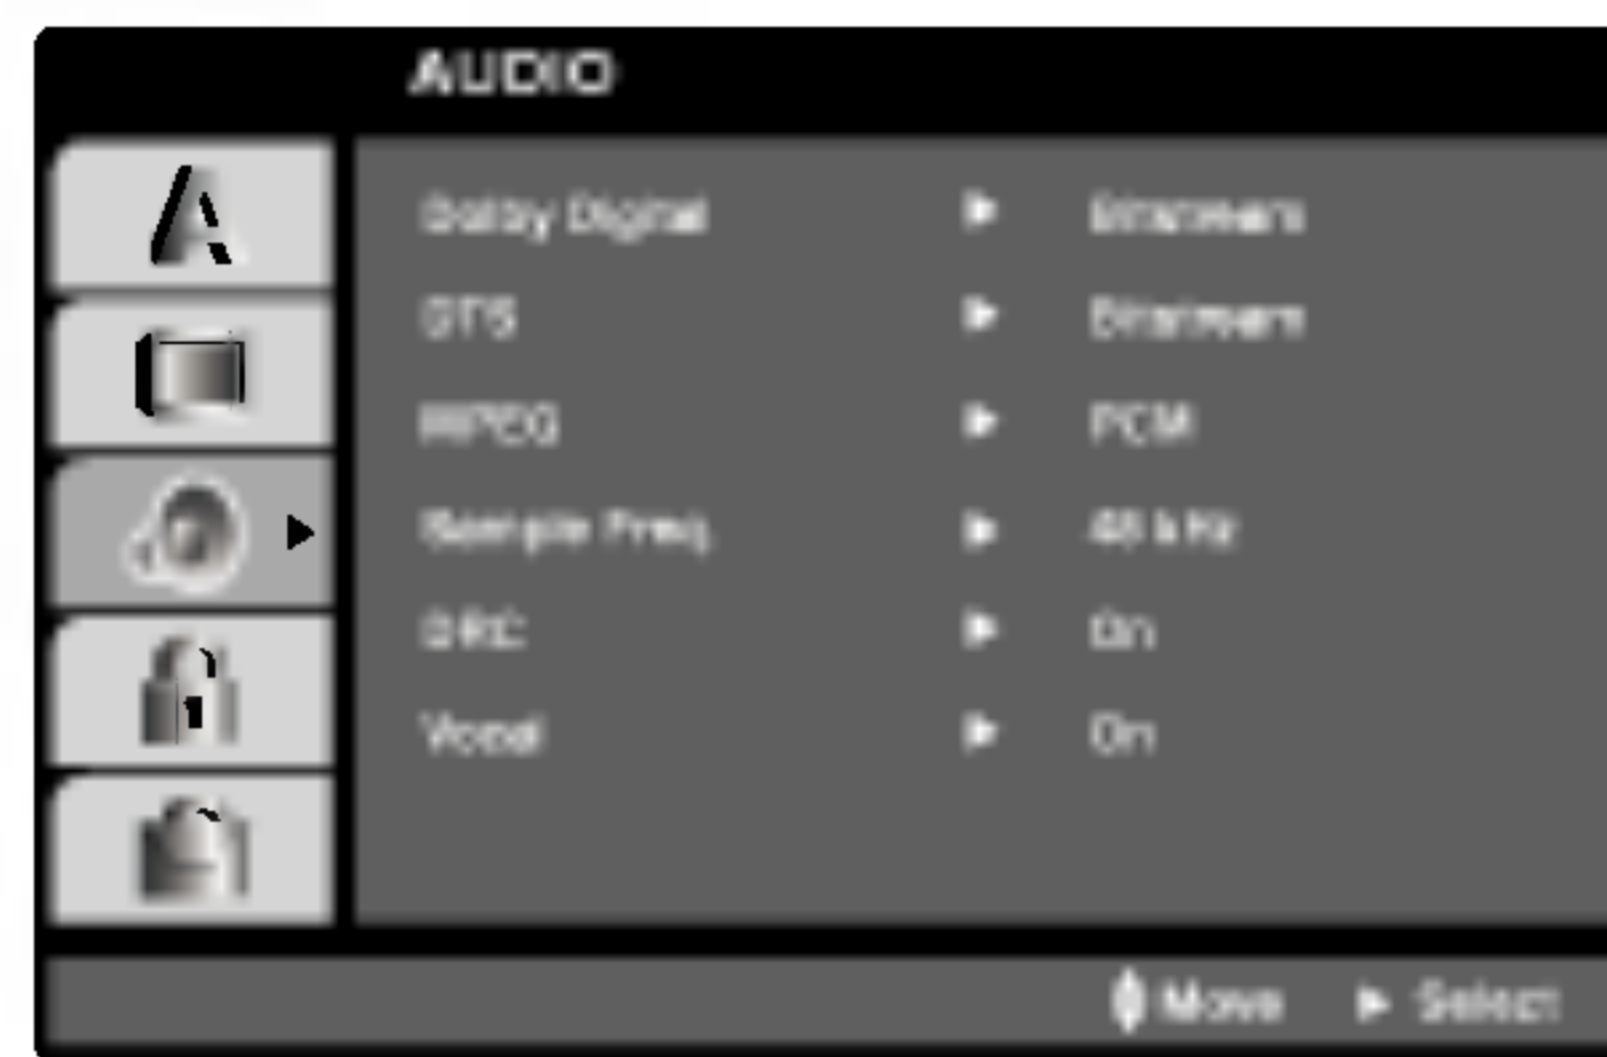 AUDIO
Dolby Digital ▶ Bitstream
DTS ▶ Bitstream
MPEG ▶ PCM
Sample Freq. ▶ 48 kHz
DRC ▶ On
Vocal ▶ On
Move ▶ Select